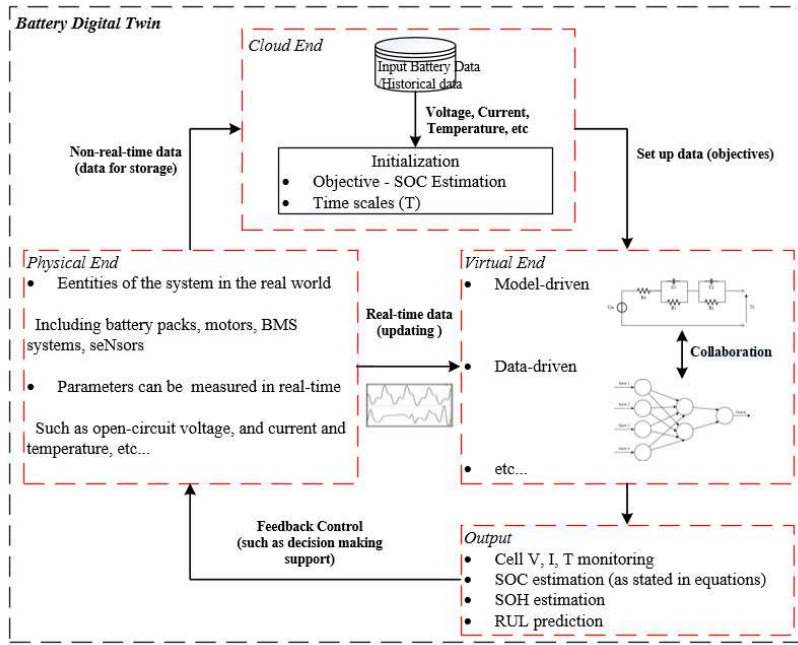 Battery Digital Twin
Cloud End
Input Battery Data
/Historical data
Voltage, Current,
Temperature, etc
Initialization
• Objective - SOC Estimation
• Time scales (T)
Non-real-time data
(data for storage)
Set up data (objectives)
Physical End
• Eentities of the system in the real world
Including battery packs, motors, BMS
systems, seNsors
• Parameters can be measured in real-time
Such as open-circuit voltage, and current and
temperature, etc...
Real-time data
(updating )
Virtual End
• Model-driven
Collaboration
• Data-driven
• etc...
Feedback Control
(such as decision making
support)
Output
• Cell V, I, T monitoring
• SOC estimation (as stated in equations)
• SOH estimation
• RUL prediction